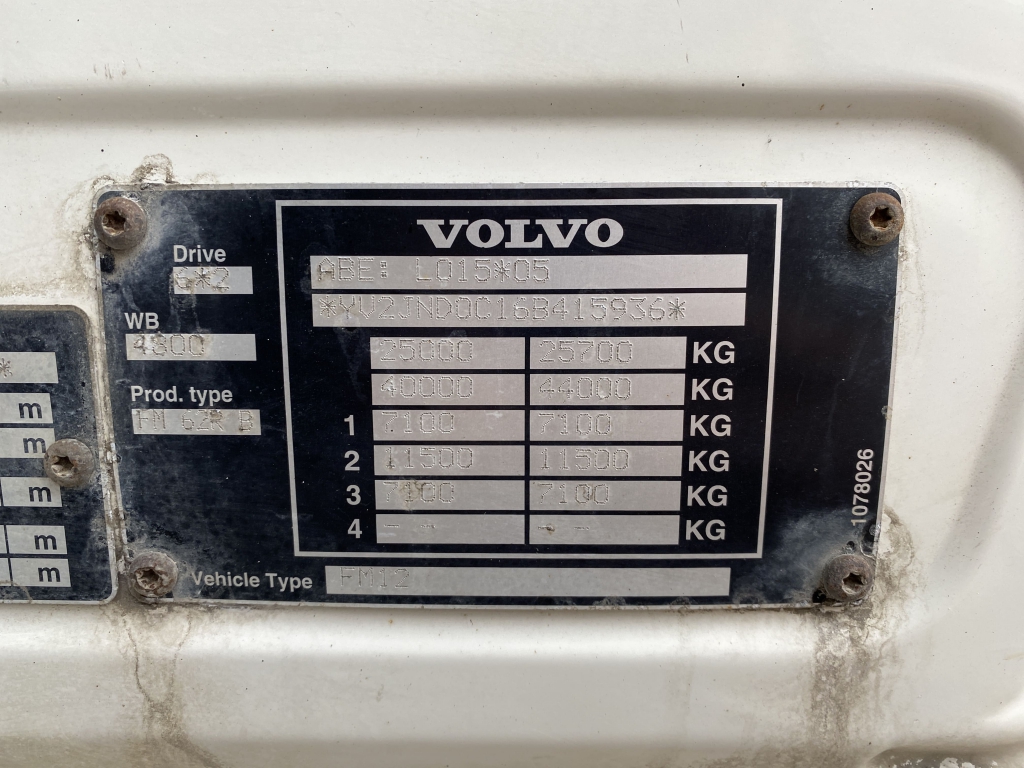 VOLVO
Drive
6*2
ABE: L015*05
*YV2JND0C16B415936*
WB
4800
25000 25700 KG
40000 44000 KG
Prod. type
FM 62R B
1 7100 7100 KG
2 11500 11500 KG
3 7100 7100 KG
4 -- -- KG
Vehicle Type FM12
1078026
*
m
m
m
m
m